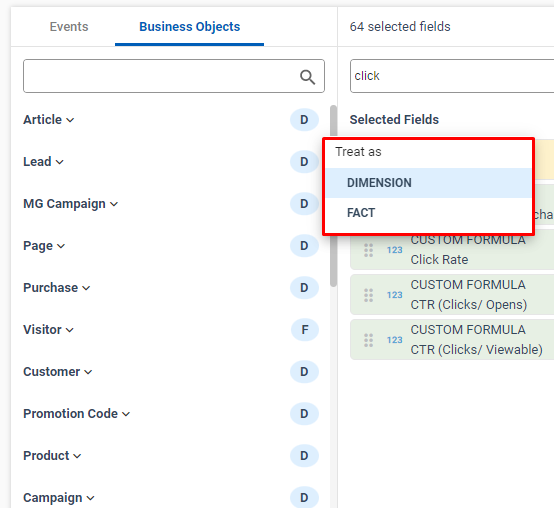 Events
Business Objects
64 selected fields
click
Article
D
Selected Fields
Lead
D
Treat as
DIMENSION
MG Campaign
D
FACT
cha
Page
D
123
CUSTOM FORMULA
Click Rate
Purchase
D
123
CUSTOM FORMULA
CTR (Clicks/ Opens)
Visitor
F
123
CUSTOM FORMULA
CTR (Clicks/ Viewable)
Customer
D
Promotion Code
D
Product
D
Campaign
D